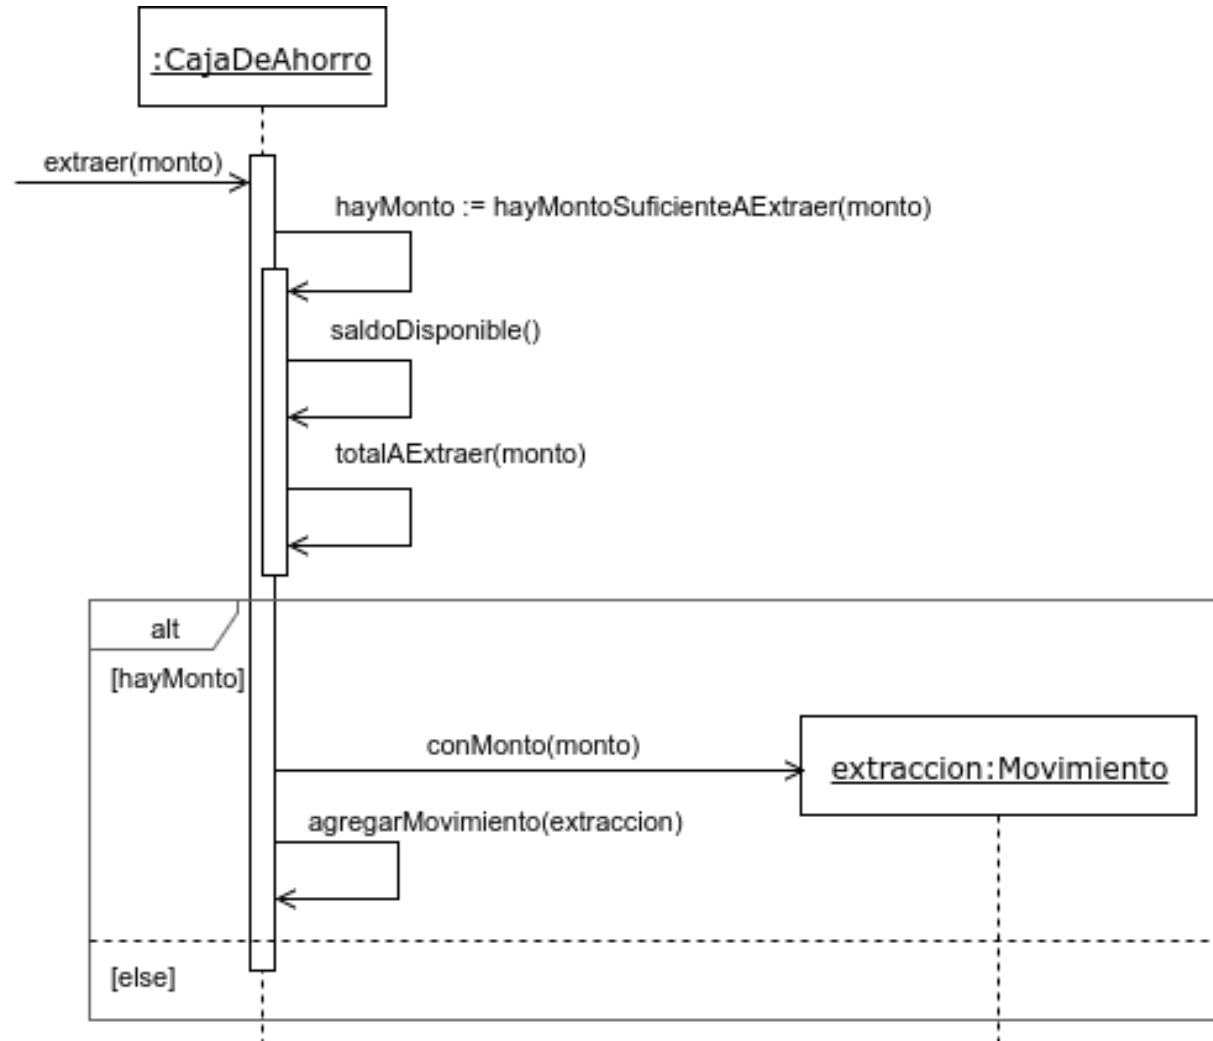 :CajaDeAhorro
extraer(monto)
hayMonto := hayMontoSuficienteAExtraer(monto)
saldoDisponible()
totalAExtraer(monto)
alt
[hayMonto]
conMonto(monto)
extraccion:Movimiento
agregarMovimiento(extraccion)
[else]